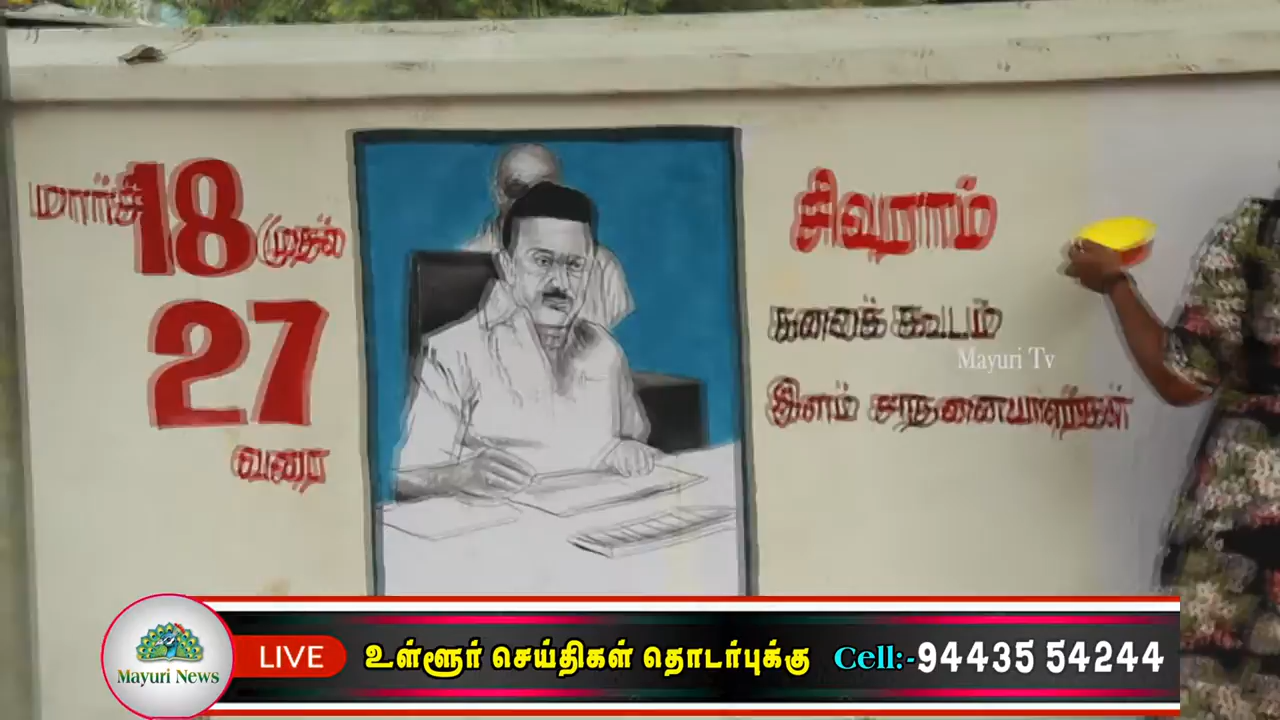 மார்ச் 18 முதல்
27
வரை
சிவராம்
கலைக் கூடம்
இளம் சாதனையாளர்கள்
Mayuri Tv
Mayuri News
LIVE
உள்ளூர் செய்திகள் தொடர்புக்கு Cell:-94435 54244